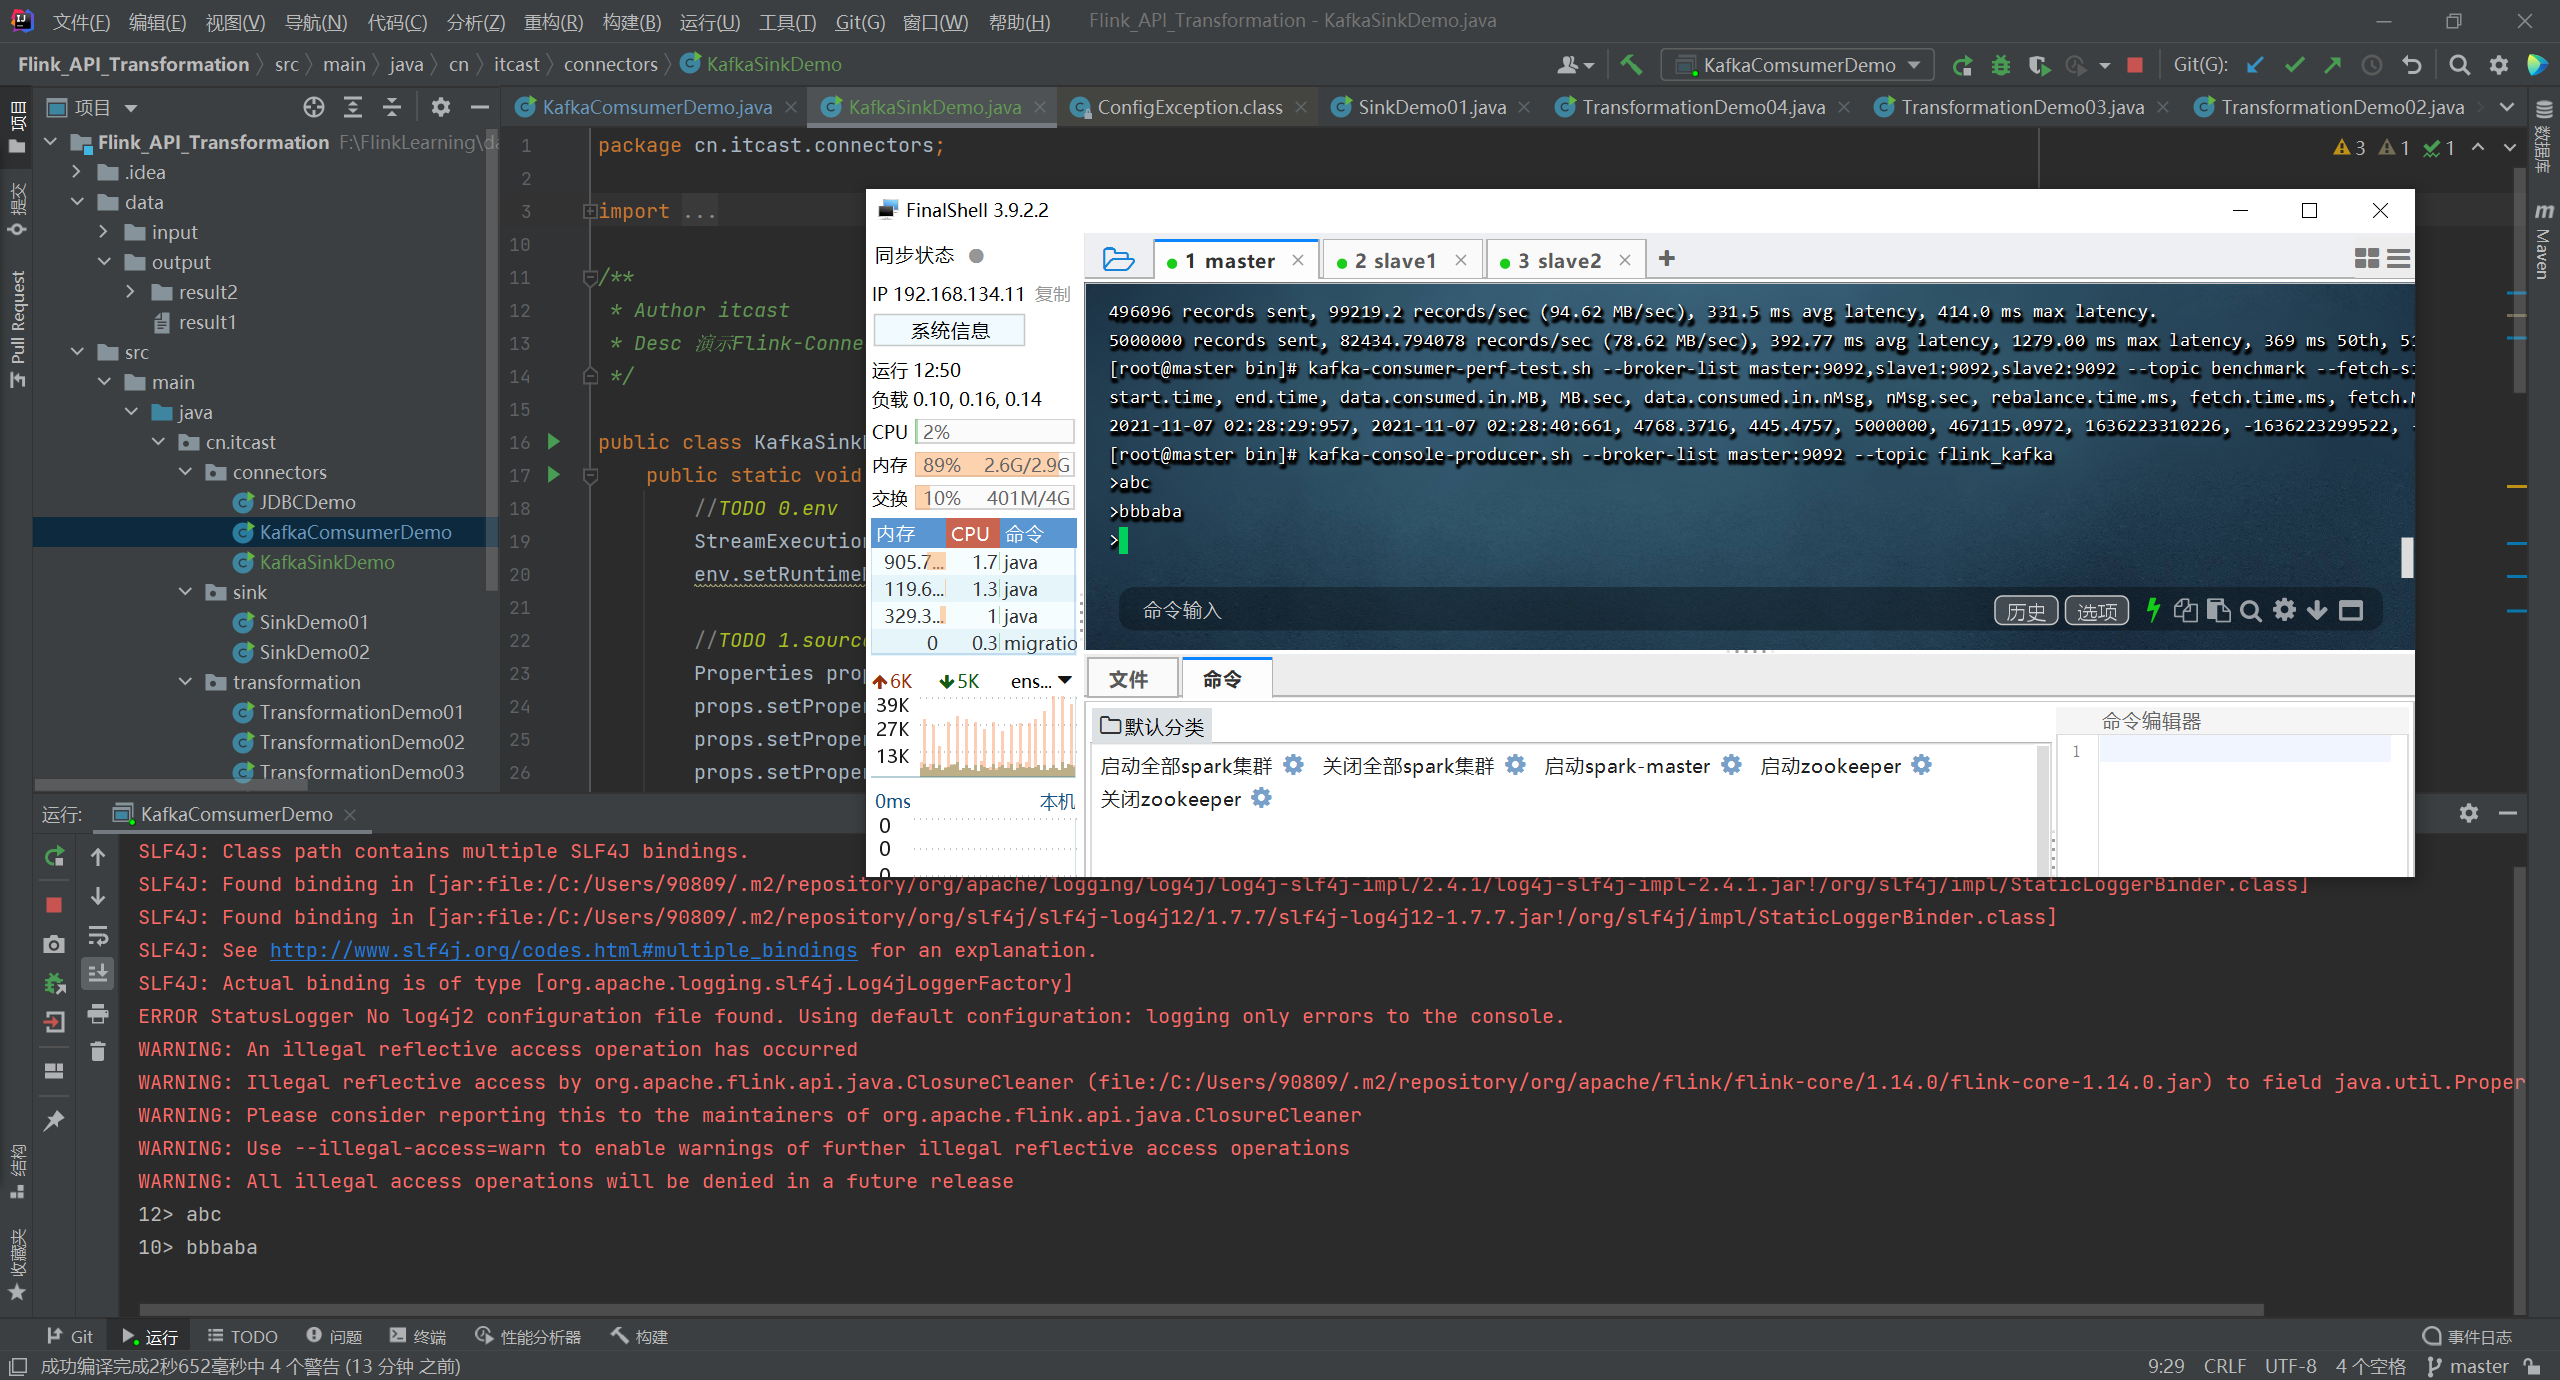 文件(F) 编辑(E) 视图(V) 导航(N) 代码(C) 分析(Z) 重构(R) 构建(B) 运行(U) 工具(T) Git(G) 窗口(W) 帮助(H) Flink_API_Transformation - KafkaSinkDemo.java
Flink_API_Transformation src main java cn itcast connectors KafkaSinkDemo KafkaComsumerDemo Git(G):
项目 KafkaComsumerDemo.java KafkaSinkDemo.java ConfigException.class SinkDemo01.java TransformationDemo04.java TransformationDemo03.java TransformationDemo02.java
项目
提交
Pull Request
结构
收藏夹
数据库
Maven
Flink_API_Transformation F:\FlinkLearning\da
.idea
data
input
output
result2
result1
src
main
java
cn.itcast
connectors
JDBCDemo
KafkaComsumerDemo
KafkaSinkDemo
sink
SinkDemo01
SinkDemo02
transformation
TransformationDemo01
TransformationDemo02
TransformationDemo03
3 1 1
1 package cn.itcast.connectors;
2
3 import ...
10
11 /**
12 * Author itcast
13 * Desc 演示Flink-Conne
14 */
15
16 public class KafkaSink
17 public static void
18 //TODO 0.env
19 StreamExecution
20 env.setRuntime
21
22 //TODO 1.source
23 Properties prop
24 props.setProper
25 props.setProper
26 props.setProper
FinalShell 3.9.2.2
同步状态
IP 192.168.134.11 复制
系统信息
运行 12:50
负载 0.10, 0.16, 0.14
CPU 2%
内存 89% 2.6G/2.9G
交换 10% 401M/4G
内存 CPU 命令
905.7... 1.7 java
119.6... 1.3 java
329.3... 1 java
0 0.3 migratio
6K 5K ens...
39K
27K
13K
0ms 本机
0
0
0
1 master 2 slave1 3 slave2
496096 records sent, 99219.2 records/sec (94.62 MB/sec), 331.5 ms avg latency, 414.0 ms max latency.
5000000 records sent, 82434.794078 records/sec (78.62 MB/sec), 392.77 ms avg latency, 1279.00 ms max latency, 369 ms 50th, 51
[root@master bin]# kafka-consumer-perf-test.sh --broker-list master:9092,slave1:9092,slave2:9092 --topic benchmark --fetch-si
start.time, end.time, data.consumed.in.MB, MB.sec, data.consumed.in.nMsg, nMsg.sec, rebalance.time.ms, fetch.time.ms, fetch.M
2021-11-07 02:28:29:957, 2021-11-07 02:28:40:661, 4768.3716, 445.4757, 5000000, 467115.0972, 1636223310226, -1636223299522, -
[root@master bin]# kafka-console-producer.sh --broker-list master:9092 --topic flink_kafka
>abc
>bbbaba
>
命令输入 历史 选项
文件 命令
默认分类 命令编辑器
启动全部spark集群 关闭全部spark集群 启动spark-master 启动zookeeper 1
关闭zookeeper
运行: KafkaComsumerDemo
SLF4J: Class path contains multiple SLF4J bindings.
SLF4J: Found binding in [jar:file:/C:/Users/90809/.m2/repository/org/apache/logging/log4j/log4j-slf4j-impl/2.4.1/log4j-slf4j-impl-2.4.1.jar!/org/slf4j/impl/StaticLoggerBinder.class]
SLF4J: Found binding in [jar:file:/C:/Users/90809/.m2/repository/org/slf4j/slf4j-log4j12/1.7.7/slf4j-log4j12-1.7.7.jar!/org/slf4j/impl/StaticLoggerBinder.class]
SLF4J: See http://www.slf4j.org/codes.html#multiple_bindings for an explanation.
SLF4J: Actual binding is of type [org.apache.logging.slf4j.Log4jLoggerFactory]
ERROR StatusLogger No log4j2 configuration file found. Using default configuration: logging only errors to the console.
WARNING: An illegal reflective access operation has occurred
WARNING: Illegal reflective access by org.apache.flink.api.java.ClosureCleaner (file:/C:/Users/90809/.m2/repository/org/apache/flink/flink-core/1.14.0/flink-core-1.14.0.jar) to field java.util.Proper
WARNING: Please consider reporting this to the maintainers of org.apache.flink.api.java.ClosureCleaner
WARNING: Use --illegal-access=warn to enable warnings of further illegal reflective access operations
WARNING: All illegal access operations will be denied in a future release
12> abc
10> bbbaba
Git 运行 TODO 问题 终端 性能分析器 构建 事件日志
成功编译完成2秒652毫秒中 4 个警告 (13 分钟 之前) 9:29 CRLF UTF-8 4 个空格 master